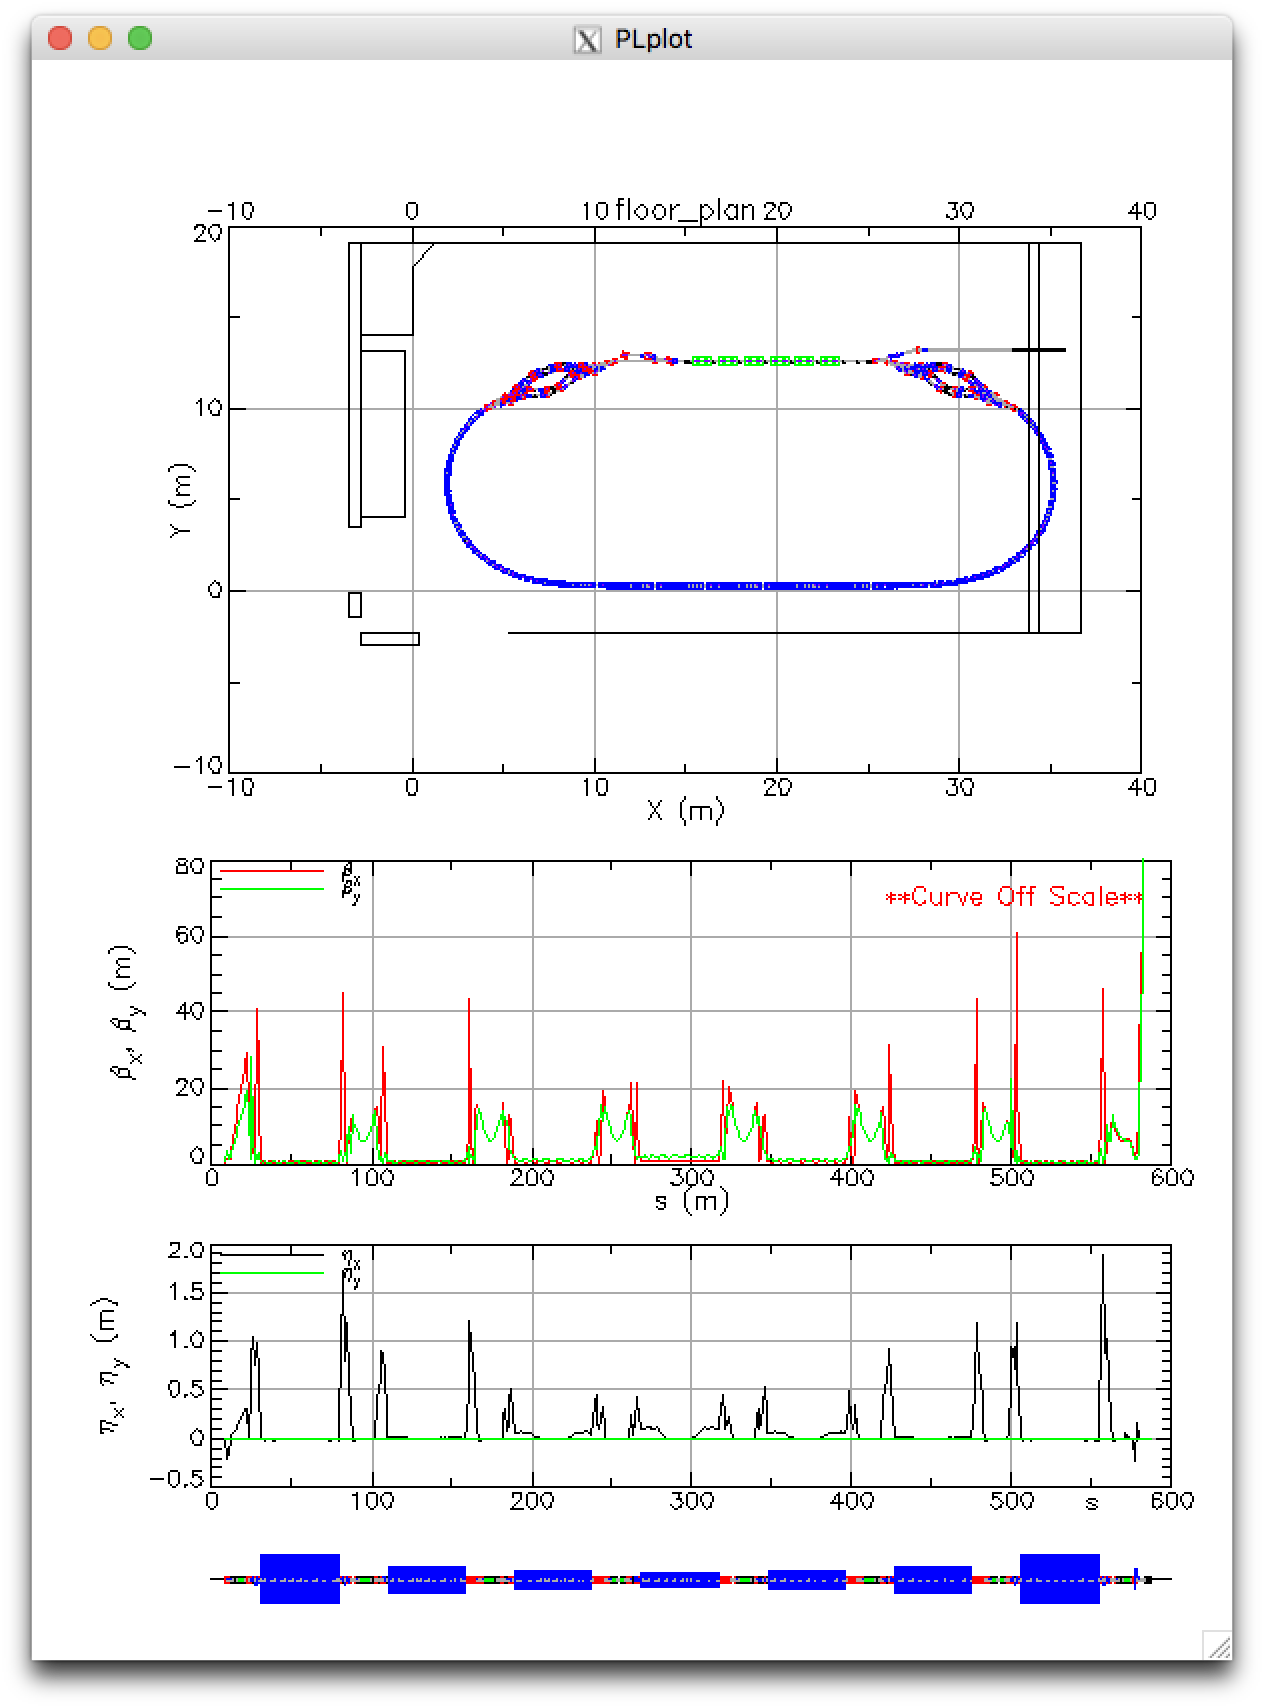 PLplot
−10 0 10 floor_plan 20 30 40
20
10
0
−10
Y (m)
−10 0 10 20 30 40
X (m)
80
60
40
20
0
β_x, β_y (m)
β_x
β_y
**Curve Off Scale**
0 100 200 300 400 500 600
s (m)
2.0
1.5
1.0
0.5
0
−0.5
η_x, η_y (m)
η_x
η_y
0 100 200 300 400 500 s 600